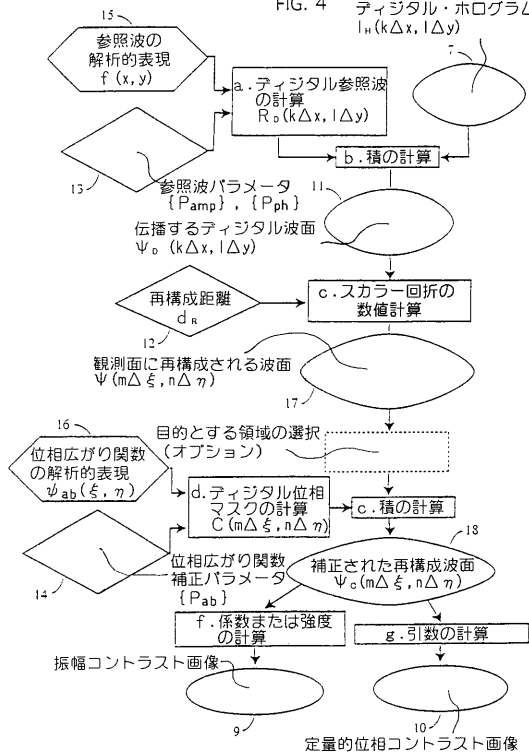 FIG. 4
ディジタル・ホログラム
I_H(kΔx,lΔy)
15
7
参照波の
解析的表現
f(x,y)
a.ディジタル参照波
の計算
R_D(kΔx,lΔy)
b.積の計算
13
参照波パラメータ
{Pamp},{Pph}
11
伝播するディジタル波面
ψ_D(kΔx,lΔy)
再構成距離
d_R
12
c.スカラー回折の
数値計算
観測面に再構成される波面
Ψ(mΔξ,nΔη)
17
16
目的とする領域の選択
(オプション)
位相広がり関数
の解析的表現
ψab(ξ,η)
d.ディジタル位相
マスクの計算
C(mΔξ,nΔη)
c.積の計算
18
14
位相広がり関数
補正パラメータ
{Pab}
補正された再構成波面
Ψc(mΔξ,nΔη)
f.係数または強度
の計算
g.引数の計算
振幅コントラスト画像
9
10
定量的位相コントラスト画像